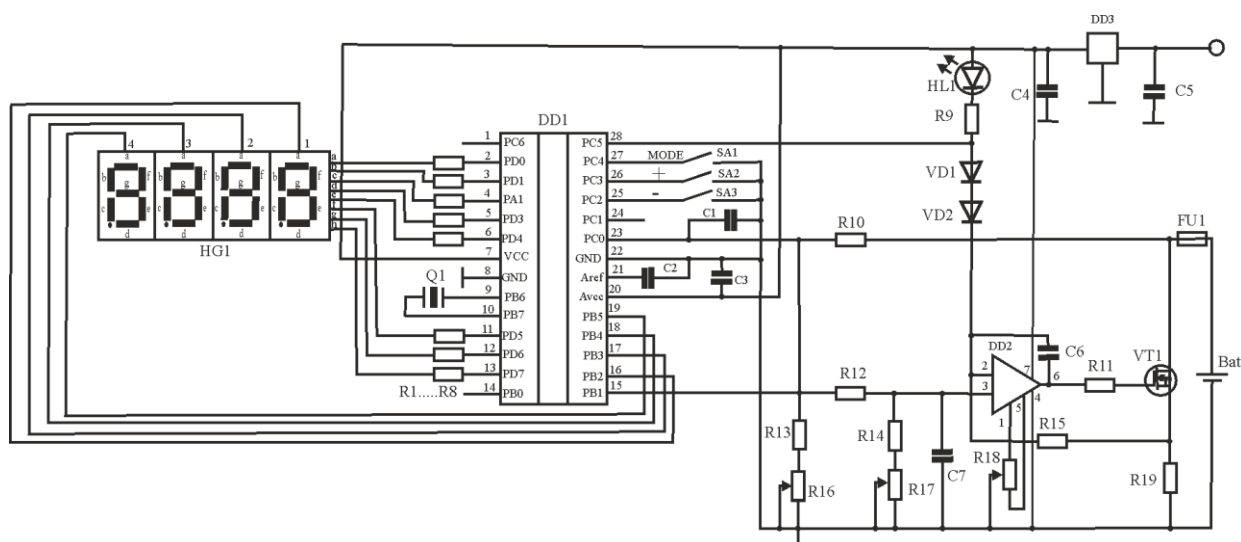 DD3
HL1
C4
C5
R9
DD1
4 3 2 1
a a a a
b g f b g f b g f b g f
c e c e c e c e
d d d d
HG1
a
c
d
e
g
h
1 PC6 PC5 28
2 PD0 PC4 27 MODE SA1
3 PD1 PC3 26 + SA2
4 PA1 PC2 25 - SA3
5 PD3 PC1 24
6 PD4 PC0 23
7 VCC GND 22
8 GND Aref 21
9 PB6 Avcc 20
10 PB7 PB5 19
11 PD5 PB4 18
12 PD6 PB3 17
13 PD7 PB2 16
14 PB0 PB1 15
R1.....R8
Q1
C1
C2
C3
VD1
VD2
R10
FU1
DD2
C6
2 7
3 6
5 4
1
R11
VT1
Bat
R12
R13
R14
R15
R16
R17
C7
R18
R19